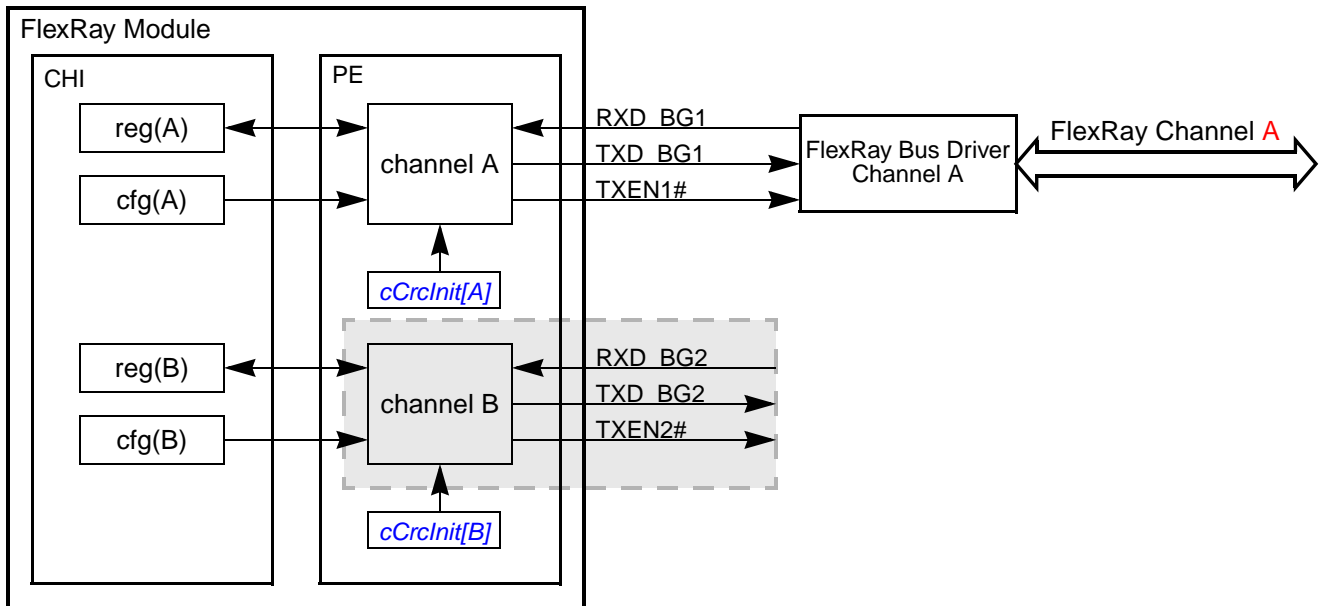 FlexRay Module
CHI
PE
reg(A)
cfg(A)
channel A
cCrcInit[A]
RXD_BG1
TXD_BG1
TXEN1#
FlexRay Bus Driver
Channel A
FlexRay Channel A
reg(B)
cfg(B)
channel B
cCrcInit[B]
RXD_BG2
TXD_BG2
TXEN2#